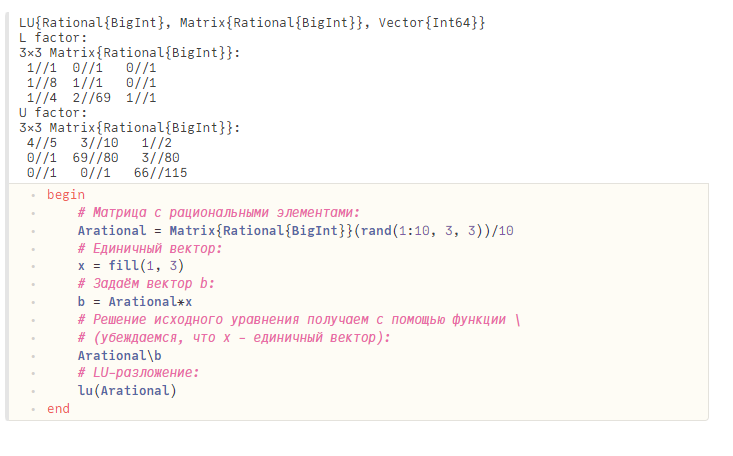 LU{Rational{BigInt}, Matrix{Rational{BigInt}}, Vector{Int64}}
L factor:
3×3 Matrix{Rational{BigInt}}:
1//1 0//1 0//1
1//8 1//1 0//1
1//4 2//69 1//1
U factor:
3×3 Matrix{Rational{BigInt}}:
4//5 3//10 1//2
0//1 69//80 3//80
0//1 0//1 66//115
begin
# Матрица с рациональными элементами:
Arational = Matrix{Rational{BigInt}}(rand(1:10, 3, 3))/10
# Единичный вектор:
x = fill(1, 3)
# Задаём вектор b:
b = Arational*x
# Решение исходного уравнения получаем с помощью функции \
# (убеждаемся, что x - единичный вектор):
Arational\b
# LU-разложение:
lu(Arational)
end